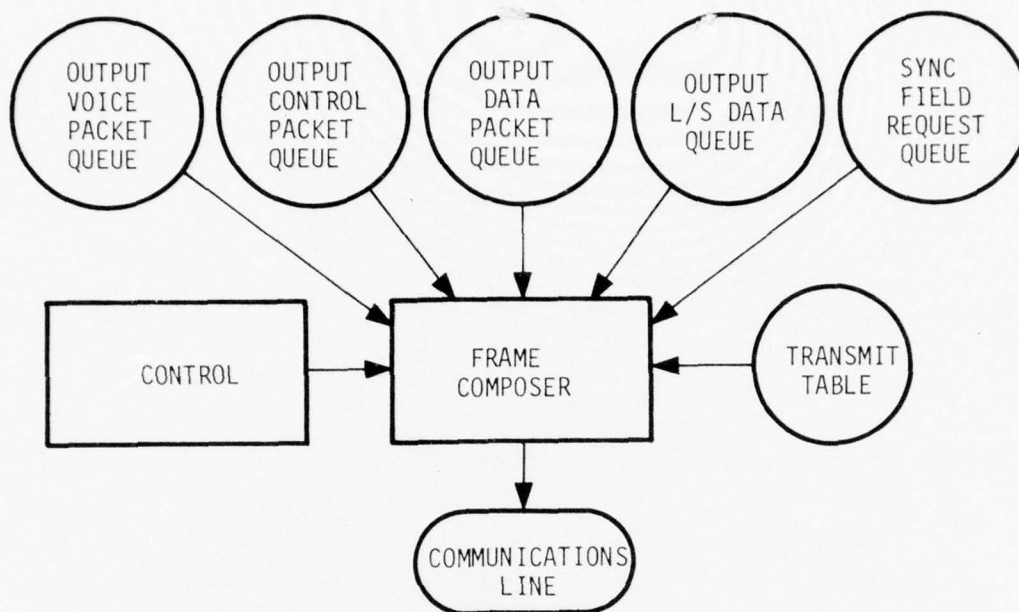 OUTPUT
VOICE
PACKET
QUEUE
OUTPUT
CONTROL
PACKET
QUEUE
OUTPUT
DATA
PACKET
QUEUE
OUTPUT
L/S DATA
QUEUE
SYNC
FIELD
REQUEST
QUEUE
CONTROL
FRAME
COMPOSER
TRANSMIT
TABLE
COMMUNICATIONS
LINE